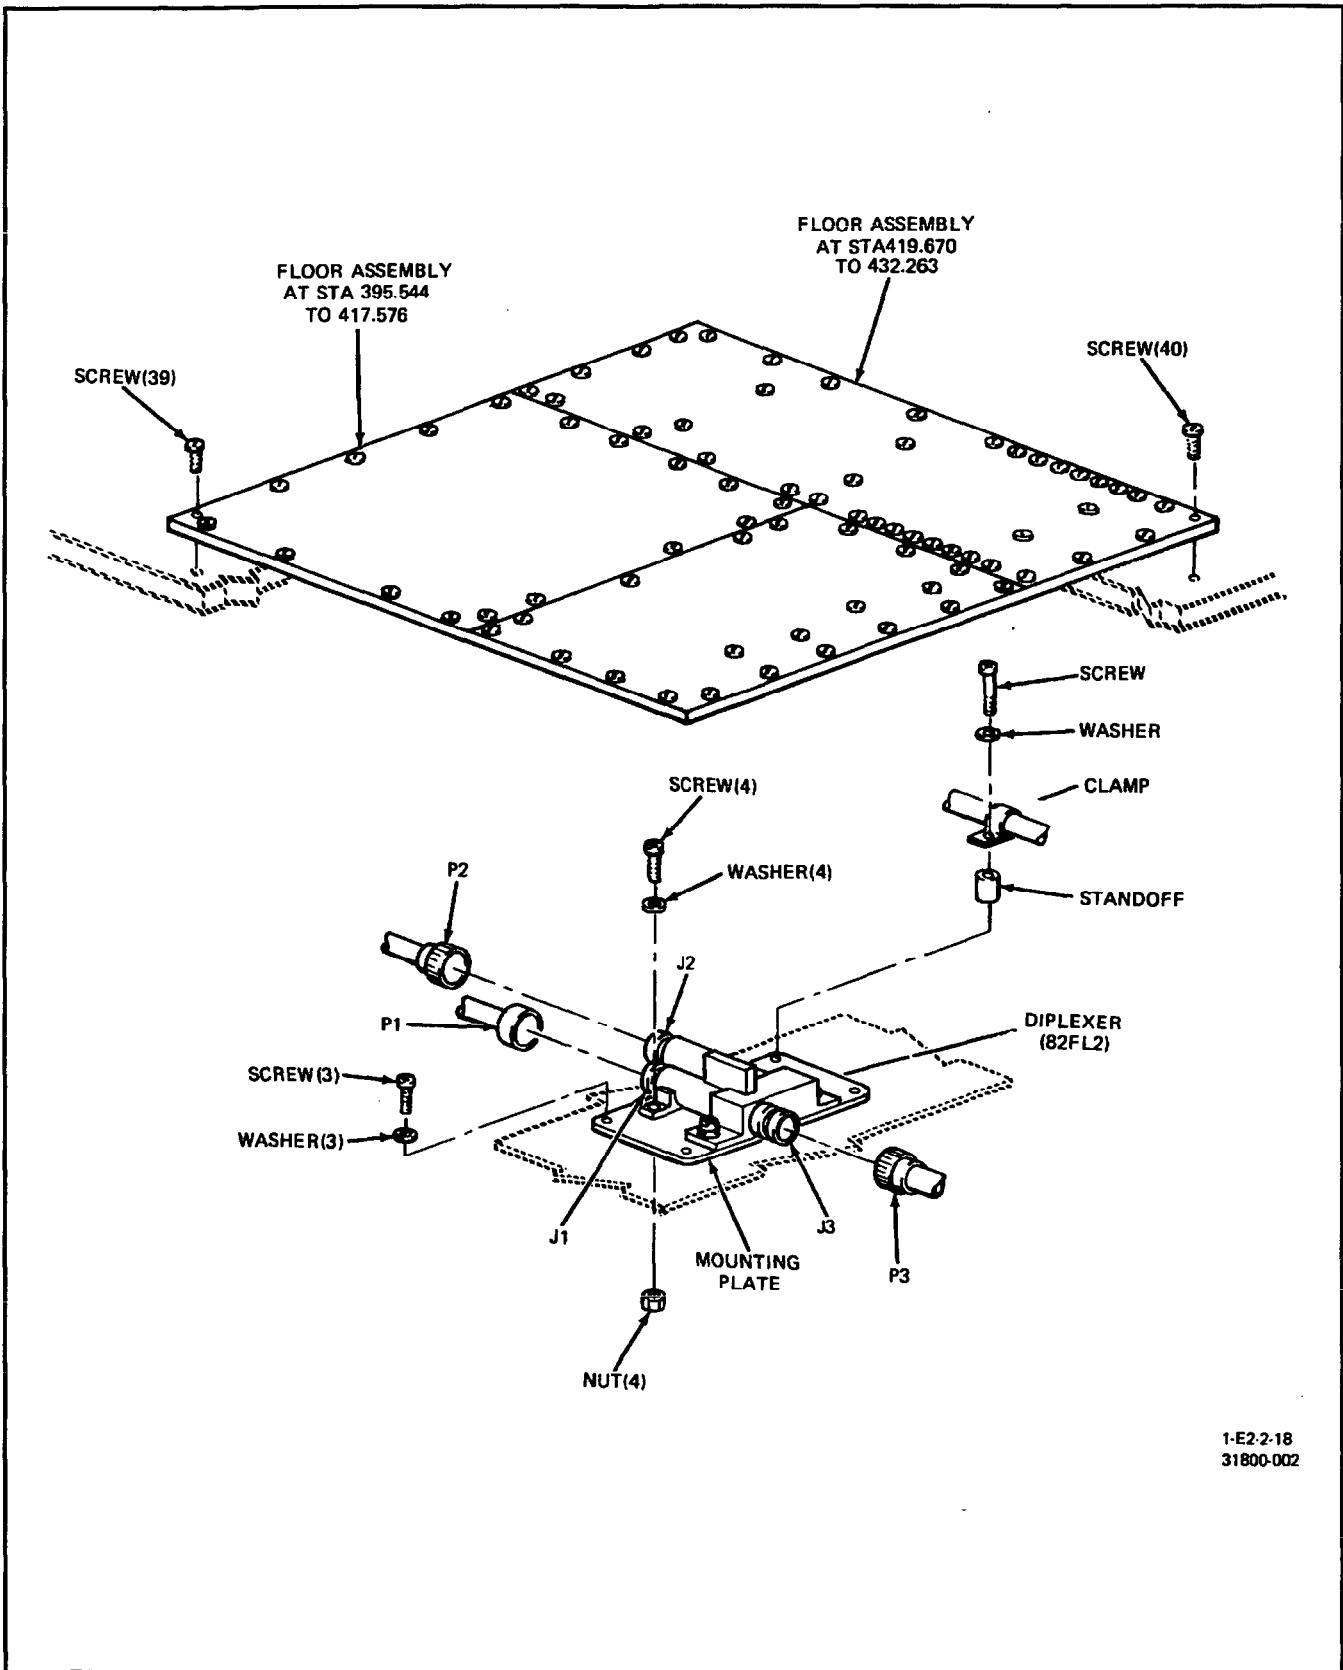 FLOOR ASSEMBLY
AT STA419.670
TO 432.263
FLOOR ASSEMBLY
AT STA 395.544
TO 417.576
SCREW(40)
SCREW(39)
SCREW
WASHER
SCREW(4)
CLAMP
P2
WASHER(4)
STANDOFF
J2
P1
DIPLEXER
(82FL2)
SCREW(3)
WASHER(3)
J1
J3
MOUNTING
PLATE
P3
NUT(4)
1-E2-2-18
31800-002